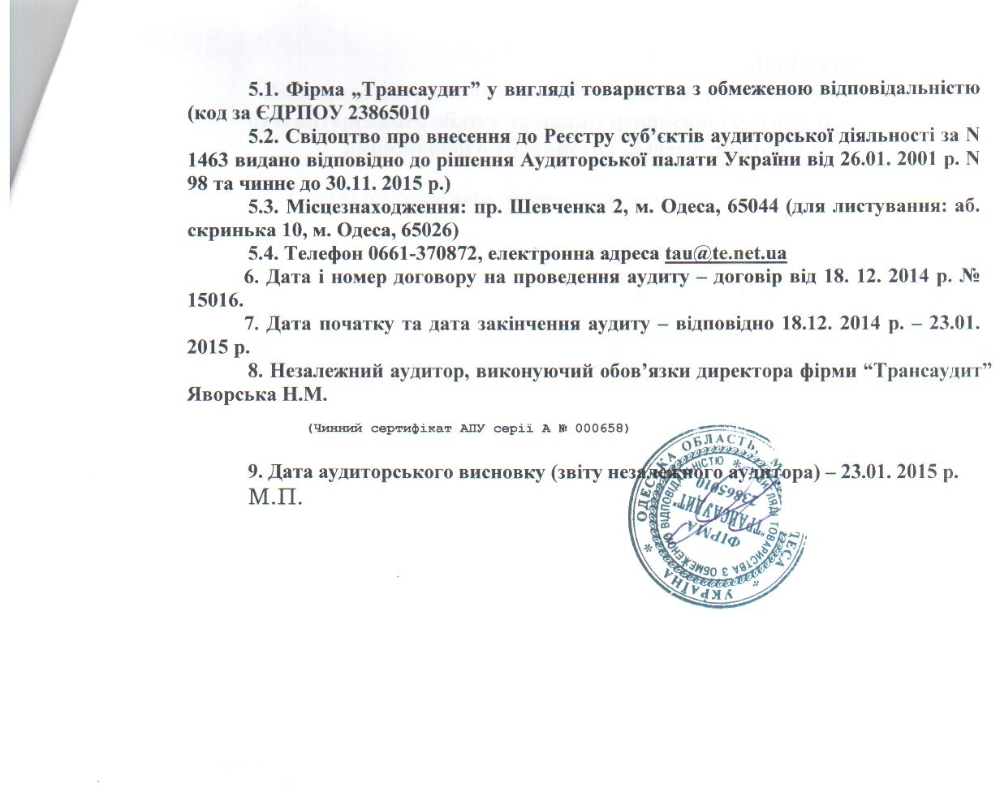 5.1. Фірма „Трансаудит” у вигляді товариства з обмеженою відповідальністю
(код за ЄДРПОУ 23865010
5.2. Свідоцтво про внесення до Реєстру суб’єктів аудиторської діяльності за N
1463 видано відповідно до рішення Аудиторської палати України від 26.01. 2001 р. N
98 та чинне до 30.11. 2015 р.)
5.3. Місцезнаходження: пр. Шевченка 2, м. Одеса, 65044 (для листування: аб.
скринька 10, м. Одеса, 65026)
5.4. Телефон 0661-370872, електронна адреса tau@te.net.ua
6. Дата і номер договору на проведення аудиту – договір від 18. 12. 2014 р. №
15016.
7. Дата початку та дата закінчення аудиту – відповідно 18.12. 2014 р. – 23.01.
2015 р.
8. Незалежний аудитор, виконуючий обов’язки директора фірми “Трансаудит”
Яворська Н.М.
(Чинний сертифікат АПУ серії А № 000658)
9. Дата аудиторського висновку (звіту незалежного аудитора) – 23.01. 2015 р.
М.П.
УКРАЇНА * ОДЕСЬКА ОБЛАСТЬ,
ТОВАРИСТВА З ОБМЕЖЕНОЮ ВІДПОВІДАЛЬНІСТЮ *
ФІРМА
"ТРАНСАУДИТ"
23865010